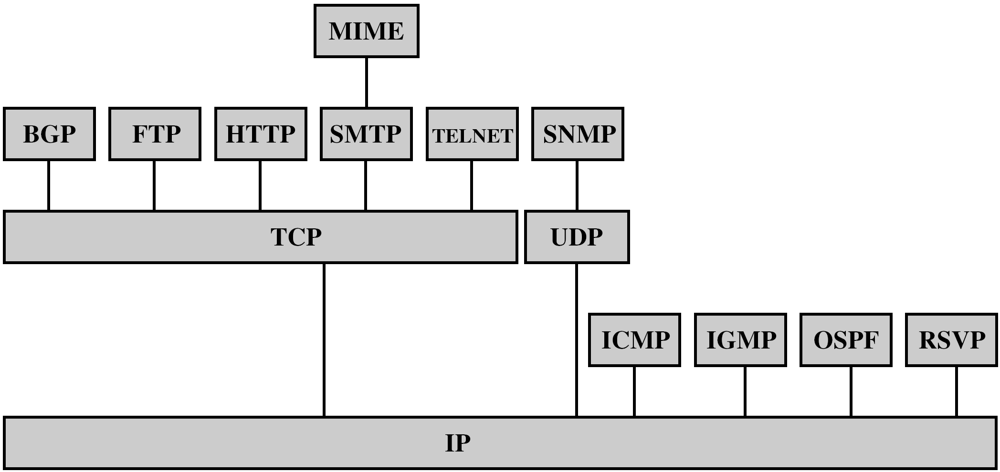 MIME
BGP FTP HTTP SMTP TELNET SNMP
TCP UDP
ICMP IGMP OSPF RSVP
IP